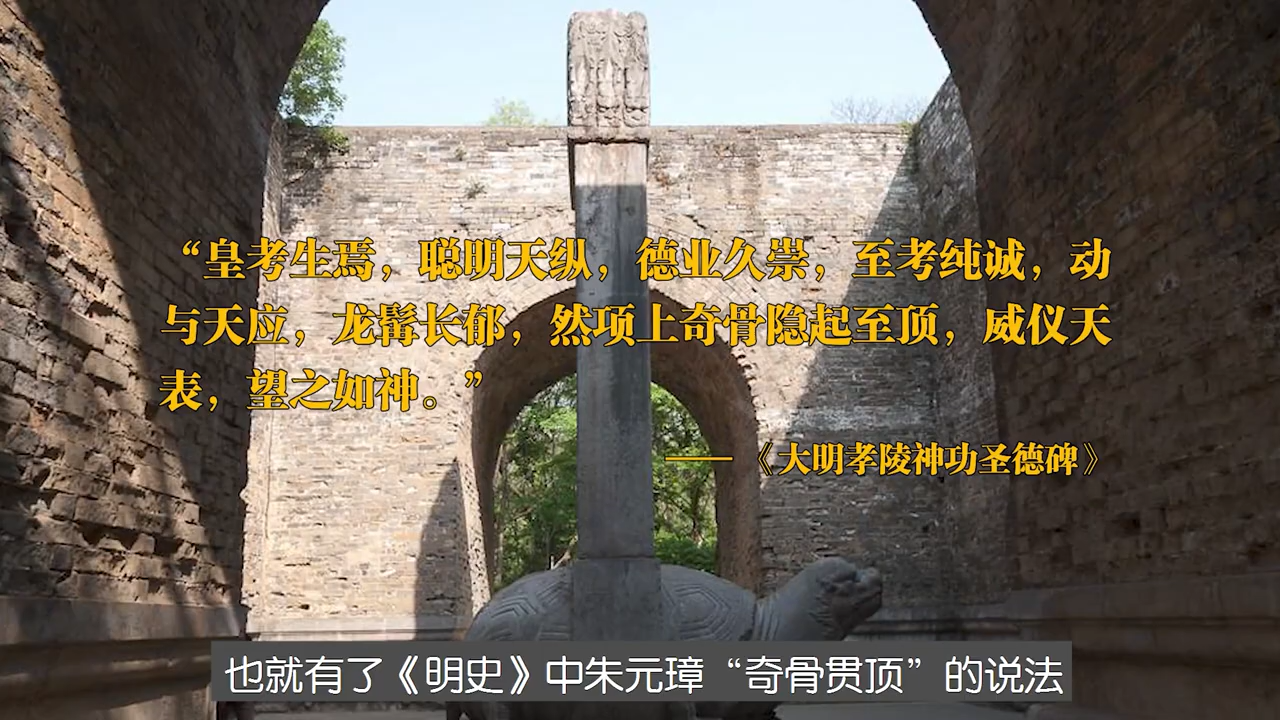 “皇考生焉，聪明天纵，德业久崇，至考纯诚，动
与天应，龙髯长郁，然项上奇骨隐起至顶，威仪天
表，望之如神。”
——《大明孝陵神功圣德碑》
也就有了《明史》中朱元璋“奇骨贯顶”的说法